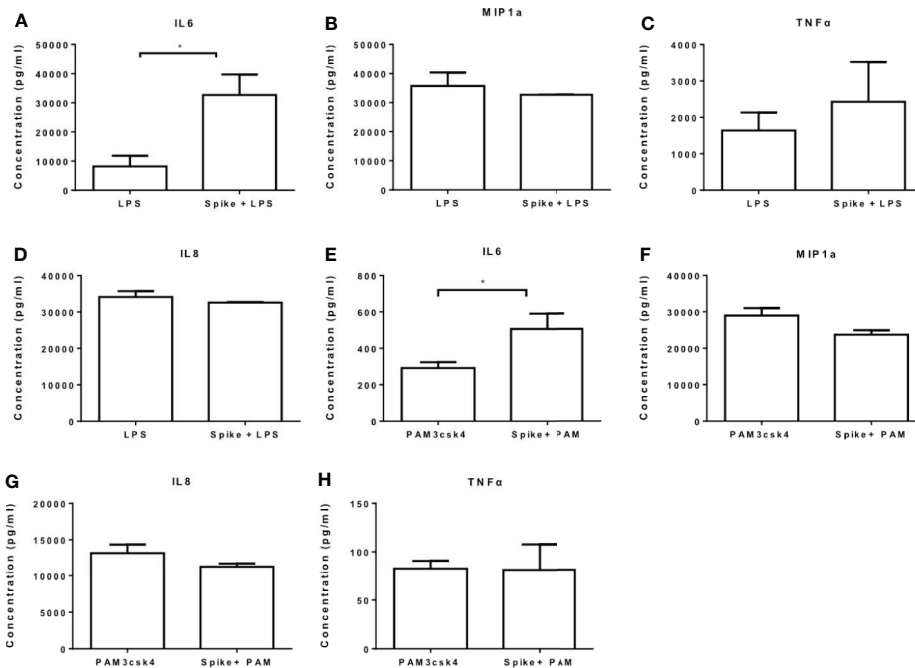 A
IL6
Concentration (pg/ml)
50000
40000
30000
20000
10000
0
*
LPS
Spike + LPS
B
MIP1a
Concentration (pg/ml)
50000
40000
30000
20000
10000
0
LPS
Spike + LPS
C
TNFα
Concentration (pg/ml)
4000
3000
2000
1000
0
LPS
Spike + LPS
D
IL8
Concentration (pg/ml)
40000
30000
20000
10000
0
LPS
Spike + LPS
E
IL6
Concentration (pg/ml)
800
600
400
200
0
*
PAM3csk4
Spike+ PAM
F
MIP1a
Concentration (pg/ml)
40000
30000
20000
10000
0
PAM3csk4
Spike+ PAM
G
IL8
Concentration (pg/ml)
20000
15000
10000
5000
0
PAM3csk4
Spike+ PAM
H
TNFα
Concentration (pg/ml)
150
100
50
0
PAM3csk4
Spike+ PAM